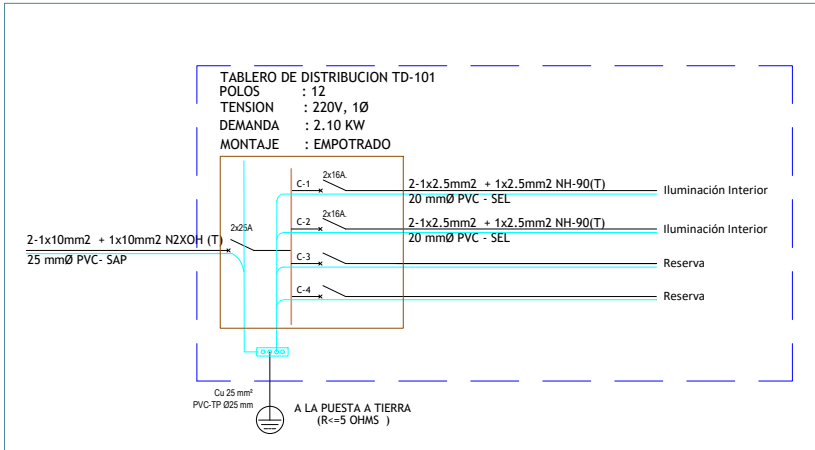 TABLERO DE DISTRIBUCION TD-101
POLOS : 12
TENSION : 220V, 1Ø
DEMANDA : 2.10 KW
MONTAJE : EMPOTRADO
C-1 2x16A. 2-1x2.5mm2 + 1x2.5mm2 NH-90(T) Iluminación Interior
20 mmØ PVC - SEL
C-2 2x16A. 2-1x2.5mm2 + 1x2.5mm2 NH-90(T) Iluminación Interior
20 mmØ PVC - SEL
2-1x10mm2 + 1x10mm2 N2XOH (T) 2x25A
25 mmØ PVC- SAP
C-3 Reserva
C-4 Reserva
Cu 25 mm²
PVC-TP Ø25 mm
A LA PUESTA A TIERRA
(R<=5 OHMS )